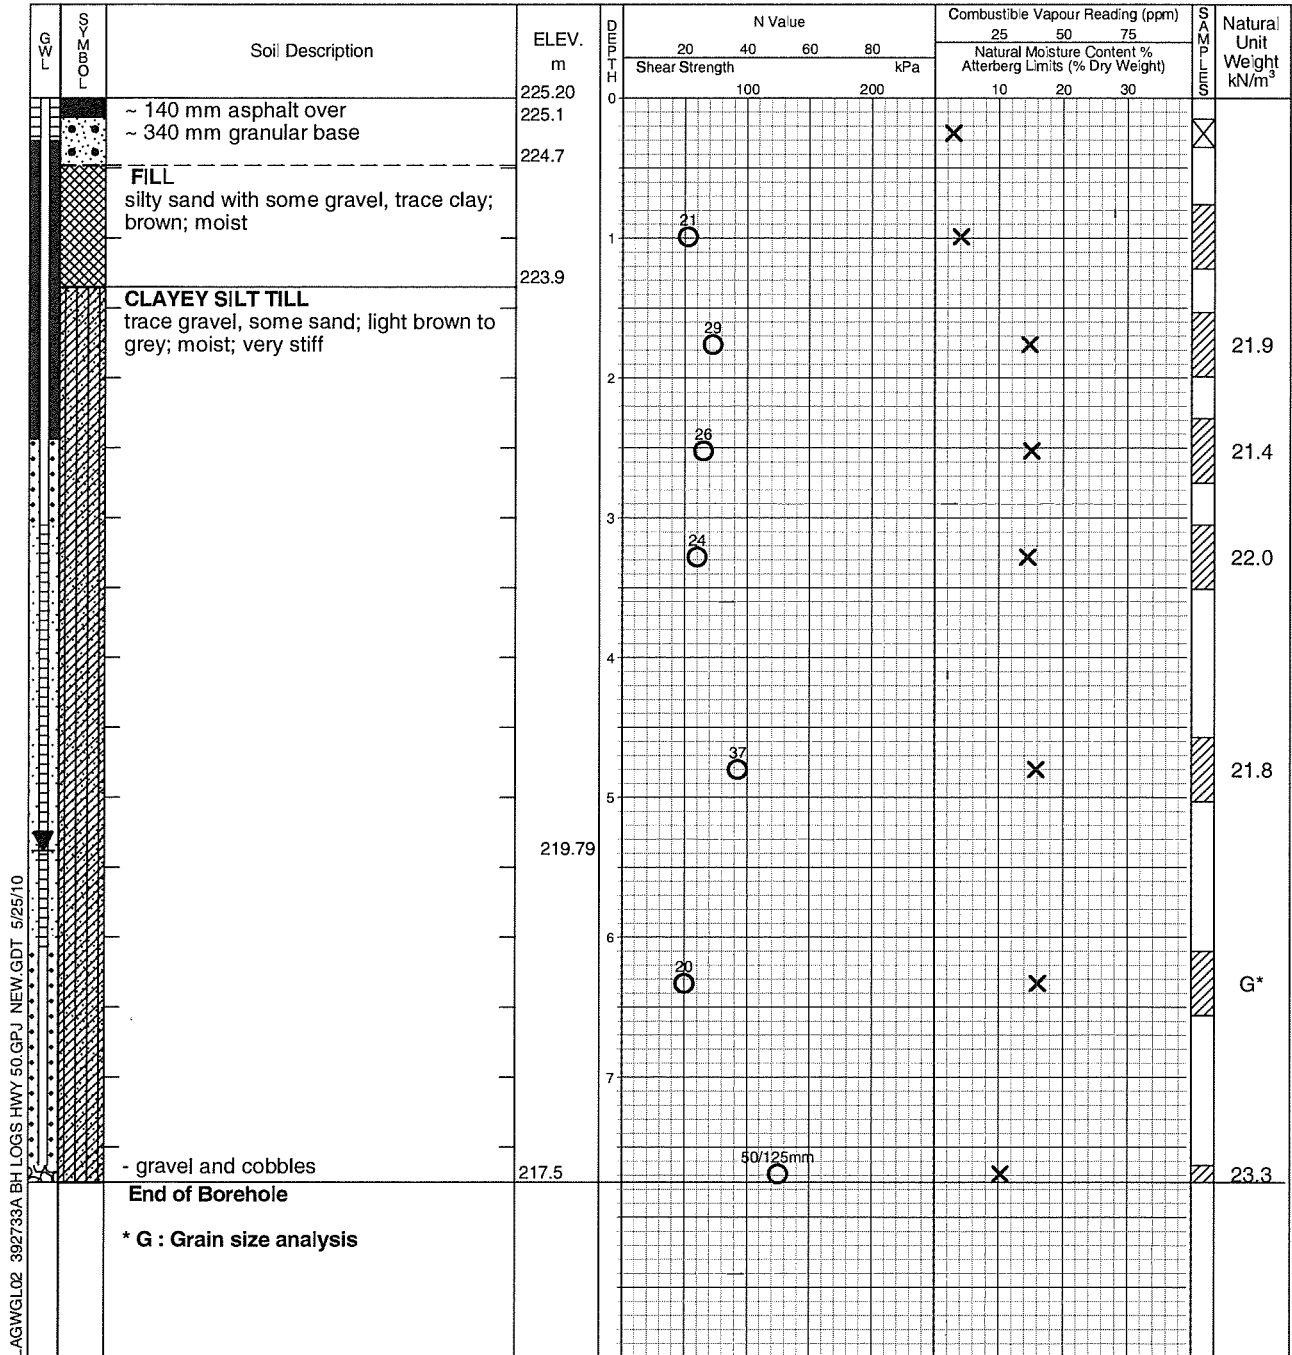 GWL
SYMBOL
Soil Description
ELEV.
m
DEPTH
N Value
20 40 60 80
Shear Strength kPa
100 200
Combustible Vapour Reading (ppm)
25 50 75
Natural Moisture Content %
Atterberg Limits (% Dry Weight)
10 20 30
SAMPLES
Natural
Unit
Weight
kN/m³
225.20
0
~ 140 mm asphalt over
225.1
~ 340 mm granular base
224.7
FILL
silty sand with some gravel, trace clay;
brown; moist
21
1
223.9
CLAYEY SILT TILL
trace gravel, some sand; light brown to
grey; moist; very stiff
29
21.9
2
26
21.4
3
24
22.0
4
37
21.8
5
219.79
6
20
G*
7
- gravel and cobbles
217.5
50/125mm
23.3
End of Borehole
* G : Grain size analysis
_AGWGL02 392733A BH LOGS HWY 50.GPJ NEW.GDT 5/25/10